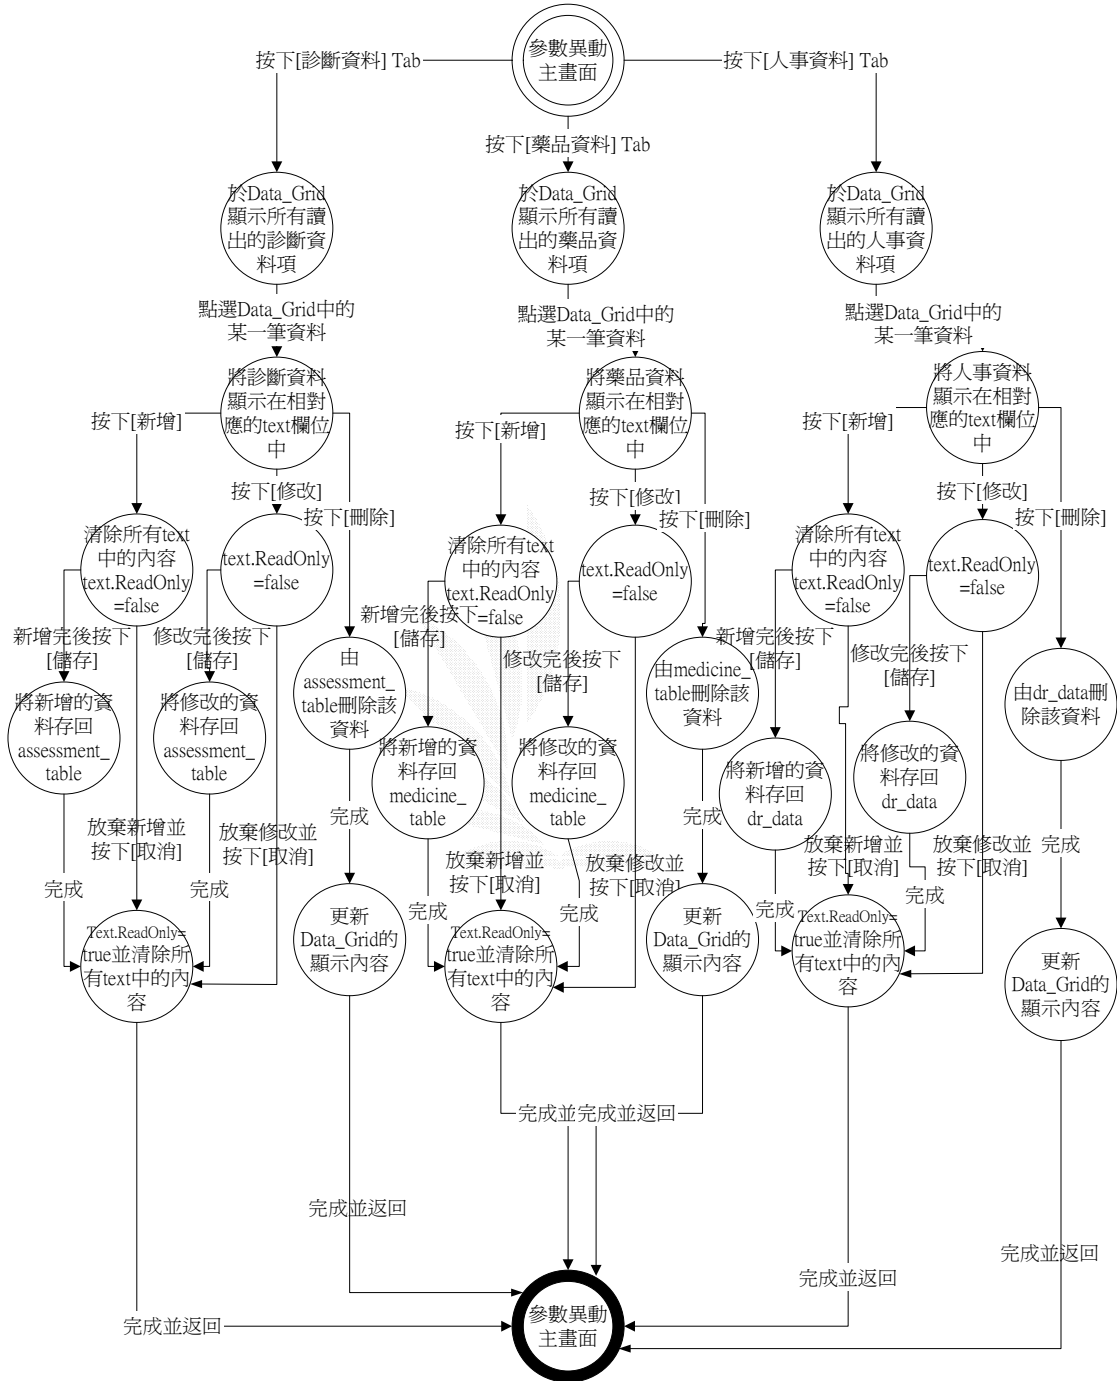 參數異動
主畫面
按下[診斷資料] Tab
按下[人事資料] Tab
按下[藥品資料] Tab
於Data_Grid
顯示所有讀
出的診斷資
料項
於Data_Grid
顯示所有讀
出的藥品資
料項
於Data_Grid
顯示所有讀
出的人事資
料項
點選Data_Grid中的
某一筆資料
點選Data_Grid中的
某一筆資料
點選Data_Grid中的
某一筆資料
將診斷資料
顯示在相對
應的text欄位
中
將藥品資料
顯示在相對
應的text欄位
中
將人事資料
顯示在相對
應的text欄位
中
按下[新增]
按下[修改]
按下[刪除]
按下[新增]
按下[修改]
按下[刪除]
按下[新增]
按下[修改]
按下[刪除]
清除所有text
中的內容
text.ReadOnly
=false
text.ReadOnly
=false
清除所有text
中的內容
text.ReadOnly
=false
text.ReadOnly
=false
清除所有text
中的內容
text.ReadOnly
=false
text.ReadOnly
=false
新增完後按下
[儲存]
修改完後按下
[儲存]
由
assessment_
table刪除該
資料
新增完後按下
[儲存]
修改完後按下
[儲存]
由medicine_
table刪除該
資料
新增完後按下
[儲存]
修改完後按下
[儲存]
由dr_data刪
除該資料
將新增的資
料存回
assessment_
table
將修改的資
料存回
assessment_
table
將新增的資
料存回
medicine_
table
將修改的資
料存回
medicine_
table
將新增的資
料存回
dr_data
將修改的資
料存回
dr_data
放棄新增並
按下[取消]
放棄修改並
按下[取消]
完成
完成
完成
放棄新增並
按下[取消]
放棄修改並
按下[取消]
完成
完成
完成
放棄新增並
按下[取消]
放棄修改並
按下[取消]
完成
完成
完成
Text.ReadOnly=
true並清除所
有text中的內
容
更新
Data_Grid的
顯示內容
Text.ReadOnly=
true並清除所
有text中的內
容
更新
Data_Grid的
顯示內容
Text.ReadOnly=
true並清除所
有text中的內
容
更新
Data_Grid的
顯示內容
完成並完成並返回
完成並返回
完成並返回
完成並返回
完成並返回
參數異動
主畫面